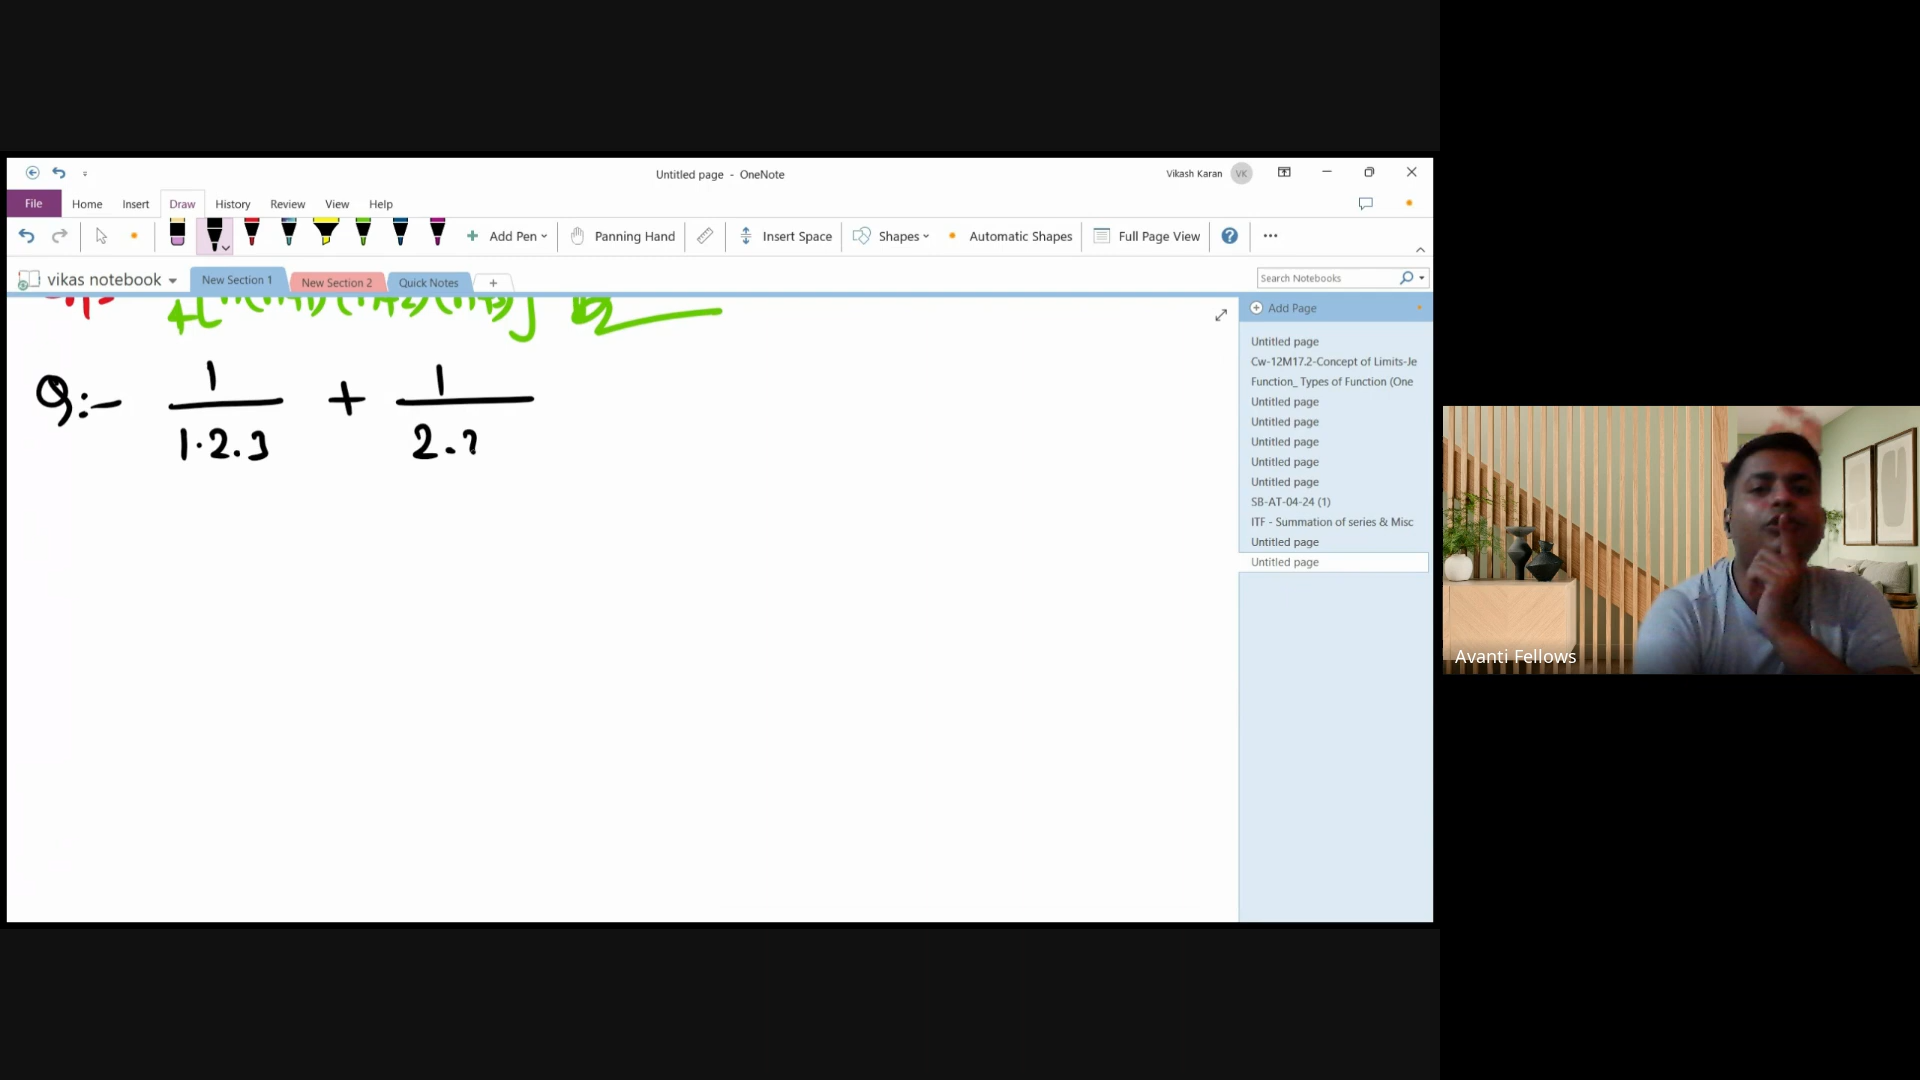 Untitled page - OneNote
Vikash Karan VK
File Home Insert Draw History Review View Help
Add Pen Panning Hand Insert Space Shapes Automatic Shapes Full Page View ? ...
vikas notebook New Section 1 New Section 2 Quick Notes +
Search Notebooks
Add Page
Untitled page
Cw-12M17.2-Concept of Limits-Je
Function_ Types of Function (One
Untitled page
Untitled page
Untitled page
Untitled page
Untitled page
SB-AT-04-24 (1)
ITF - Summation of series & Misc
Untitled page
Untitled page
Q:- 1 + 1
1.2.3 2.
Avanti Fellows